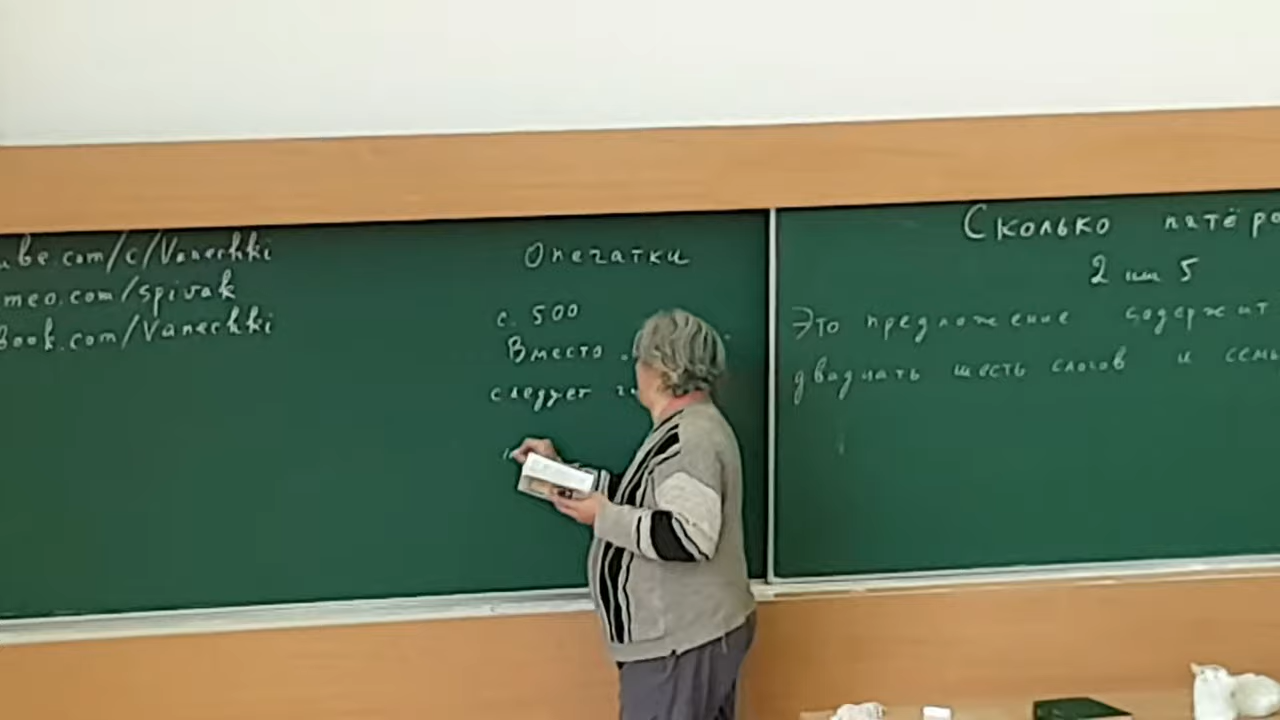 ube.com/c/Vanechki
meo.com/spivak
book.com/Vanechki
Опечатки
с. 500
Вместо
следует
Сколько пятёро
2 или 5
Это предложение содержит
двадцать шесть слогов и семь